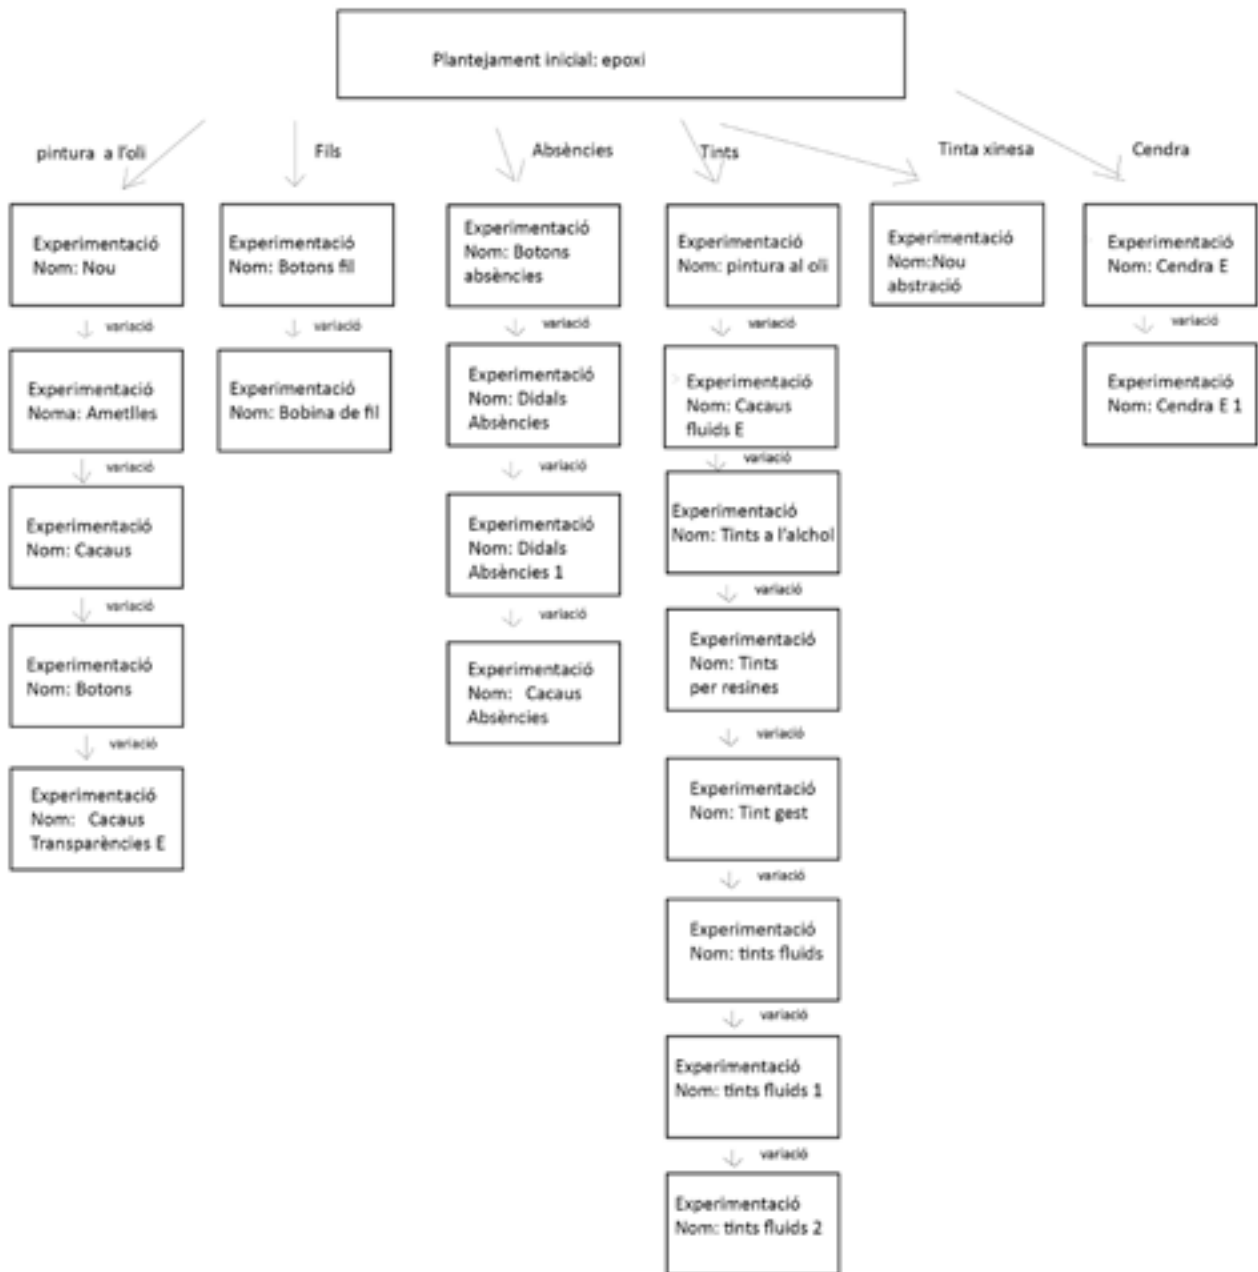 Plantejament inicial: epoxi
pintura a l'oli
Fils
Absències
Tints
Tinta xinesa
Cendra
Experimentació
Nom: Nou
variació
Experimentació
Noma: Ametlles
variació
Experimentació
Nom: Cacaus
variació
Experimentació
Nom: Botons
variació
Experimentació
Nom: Cacaus
Transparències E
Experimentació
Nom: Botons fil
variació
Experimentació
Nom: Bobina de fil
Experimentació
Nom: Botons
absències
variació
Experimentació
Nom: Didals
Absències
variació
Experimentació
Nom: Didals
Absències 1
variació
Experimentació
Nom: Cacaus
Absències
Experimentació
Nom: pintura al oli
variació
Experimentació
Nom: Cacaus
fluids E
variació
Experimentació
Nom: Tints a l'alchol
variació
Experimentació
Nom: Tints
per resines
variació
Experimentació
Nom: Tint gest
variació
Experimentació
Nom: tints fluids
variació
Experimentació
Nom: tints fluids 1
variació
Experimentació
Nom: tints fluids 2
Experimentació
Nom:Nou
abstració
Experimentació
Nom: Cendra E
variació
Experimentació
Nom: Cendra E 1